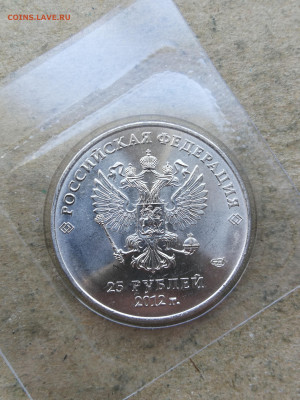 coins.lave.ru
РОССИЙСКАЯ ФЕДЕРАЦИЯ
25 РУБЛЕЙ
2012 г.